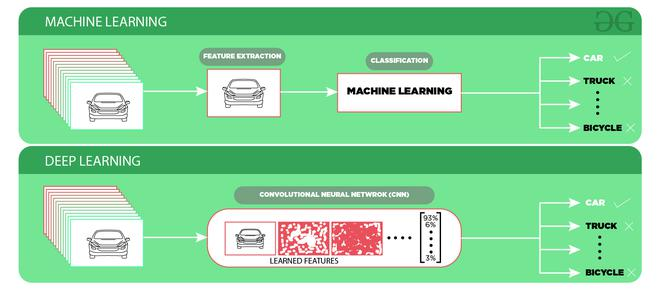 MACHINE LEARNING
FEATURE EXTRACTION
CLASSIFICATION
MACHINE LEARNING
CAR
TRUCK
BICYCLE
DEEP LEARNING
CONVOLUTIONAL NEURAL NETWROK (CNN)
LEARNED FEATURES
93%
6%
3%
CAR
TRUCK
BICYCLE